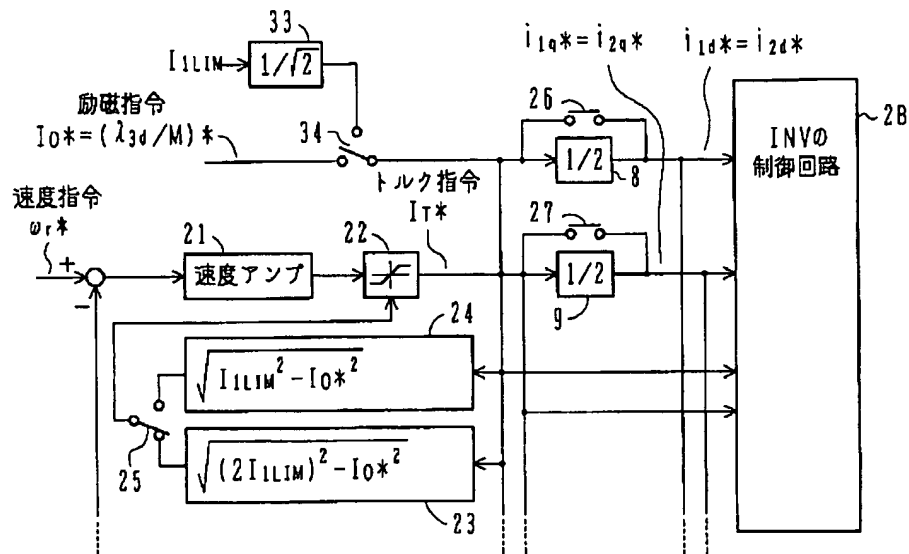 33
I1LIM
1/√2
励磁指令
I0*=(λ3d/M)*
34
トルク指令
IT*
i1q*=i2q*
i1d*=i2d*
26
1/2
8
2B
INVの
制御回路
速度指令
ωr*
+
-
21
速度アンプ
22
27
1/2
9
24
√I1LIM²-I0*²
25
√(2I1LIM)²-I0*²
23